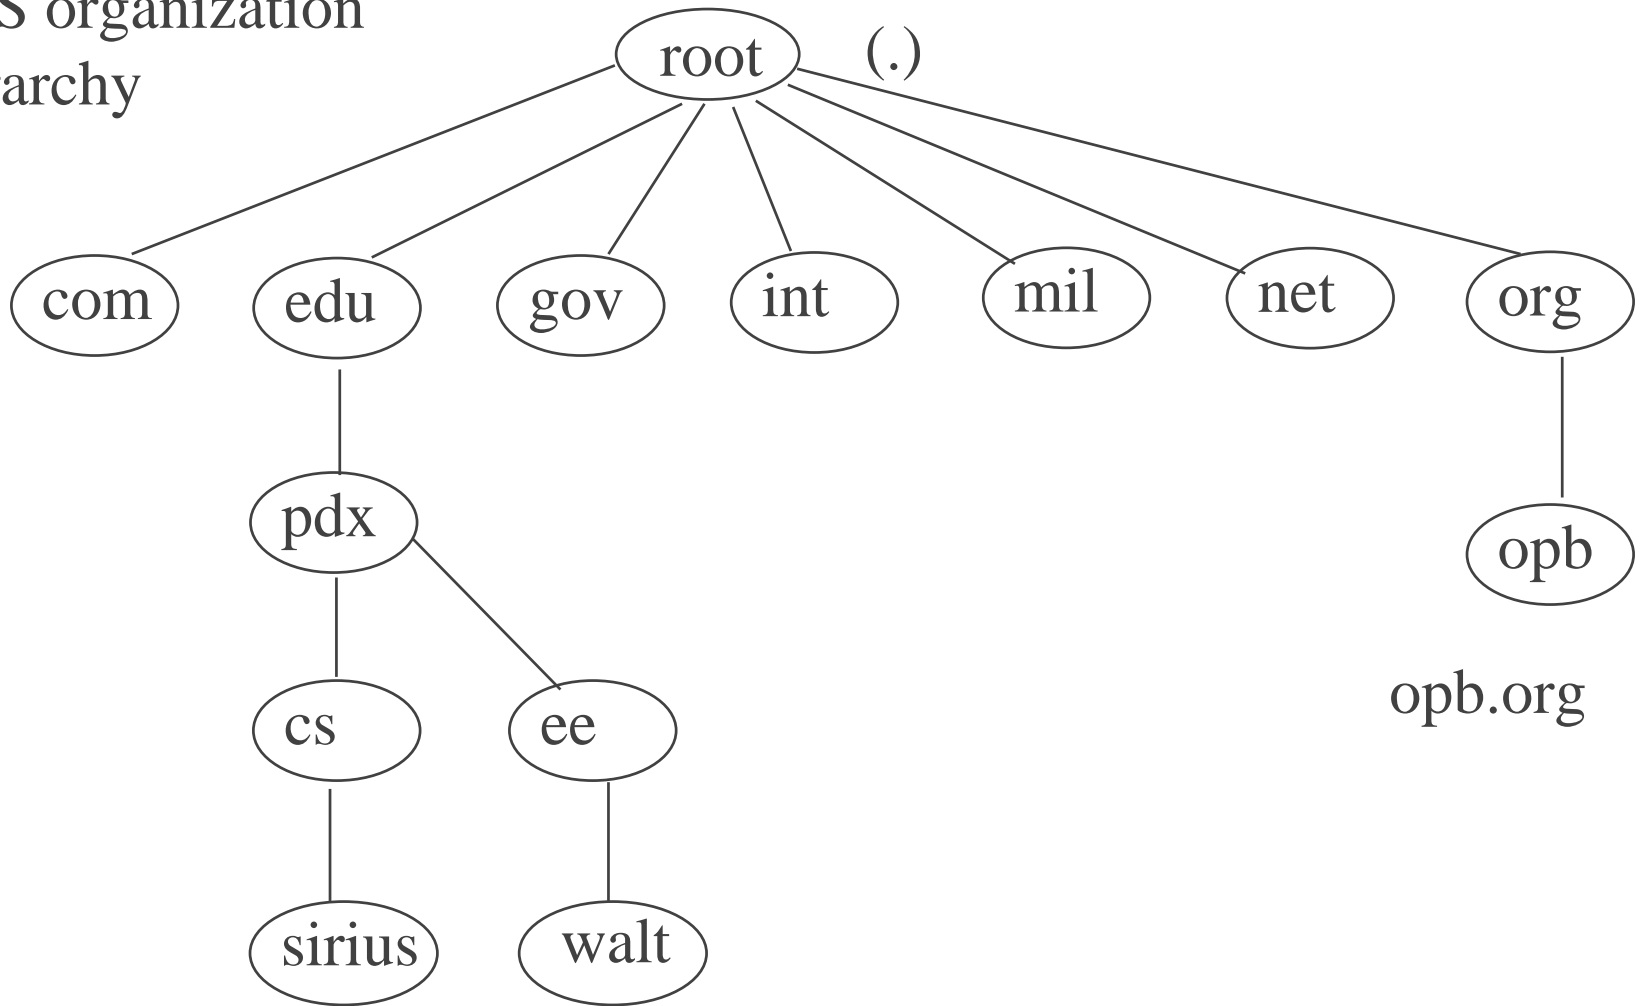 S organization
archy
root (.)
com edu gov int mil net org
pdx
opb
cs ee
opb.org
sirius walt